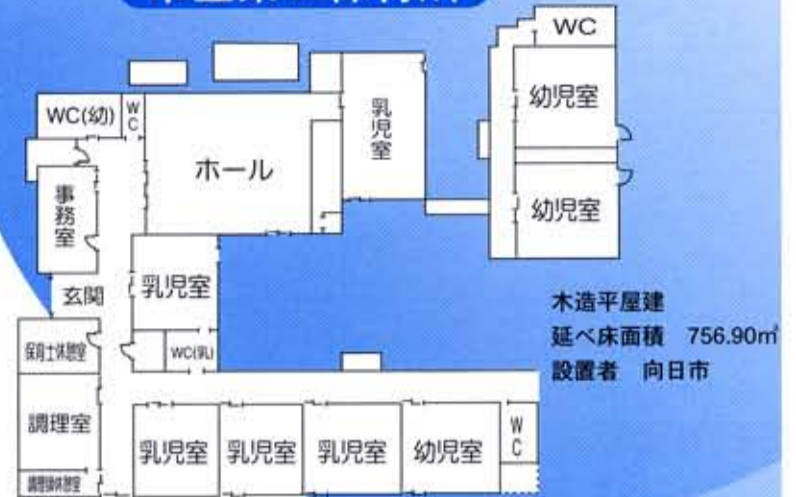 WC
幼児室
幼児室
WC(幼)
WC
ホール
乳児室
事務室
玄関
乳児室
WC(乳)
保育士休憩室
調理室
乳児室
乳児室
乳児室
幼児室
WC
木造平屋建
延べ床面積 756.90㎡
設置者 向日市